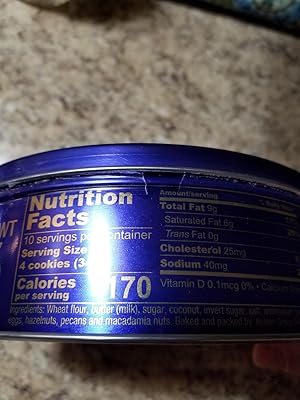 Nutrition
Facts
10 servings per container
Serving Size
4 cookies
Calories
per serving
170
Amount/serving
Total Fat 9g
Saturated Fat 6g
Trans Fat 0g
Cholesterol 25mg
Sodium 40mg
Vitamin D 0.1mcg 0% • Calcium
WT
Ingredients: Wheat flour, butter (milk), sugar, coconut, invert sugar, salt,
eggs, hazelnuts, pecans and macadamia nuts. Baked and packed by